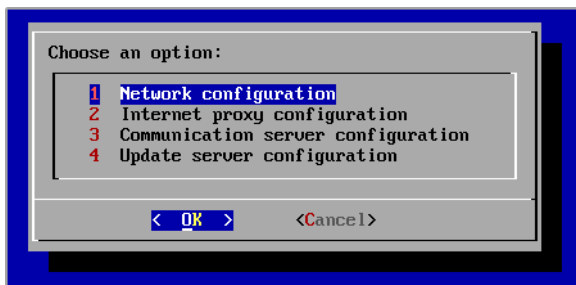 Choose an option:
1 Network configuration
2 Internet proxy configuration
3 Communication server configuration
4 Update server configuration
< OK > <Cancel>